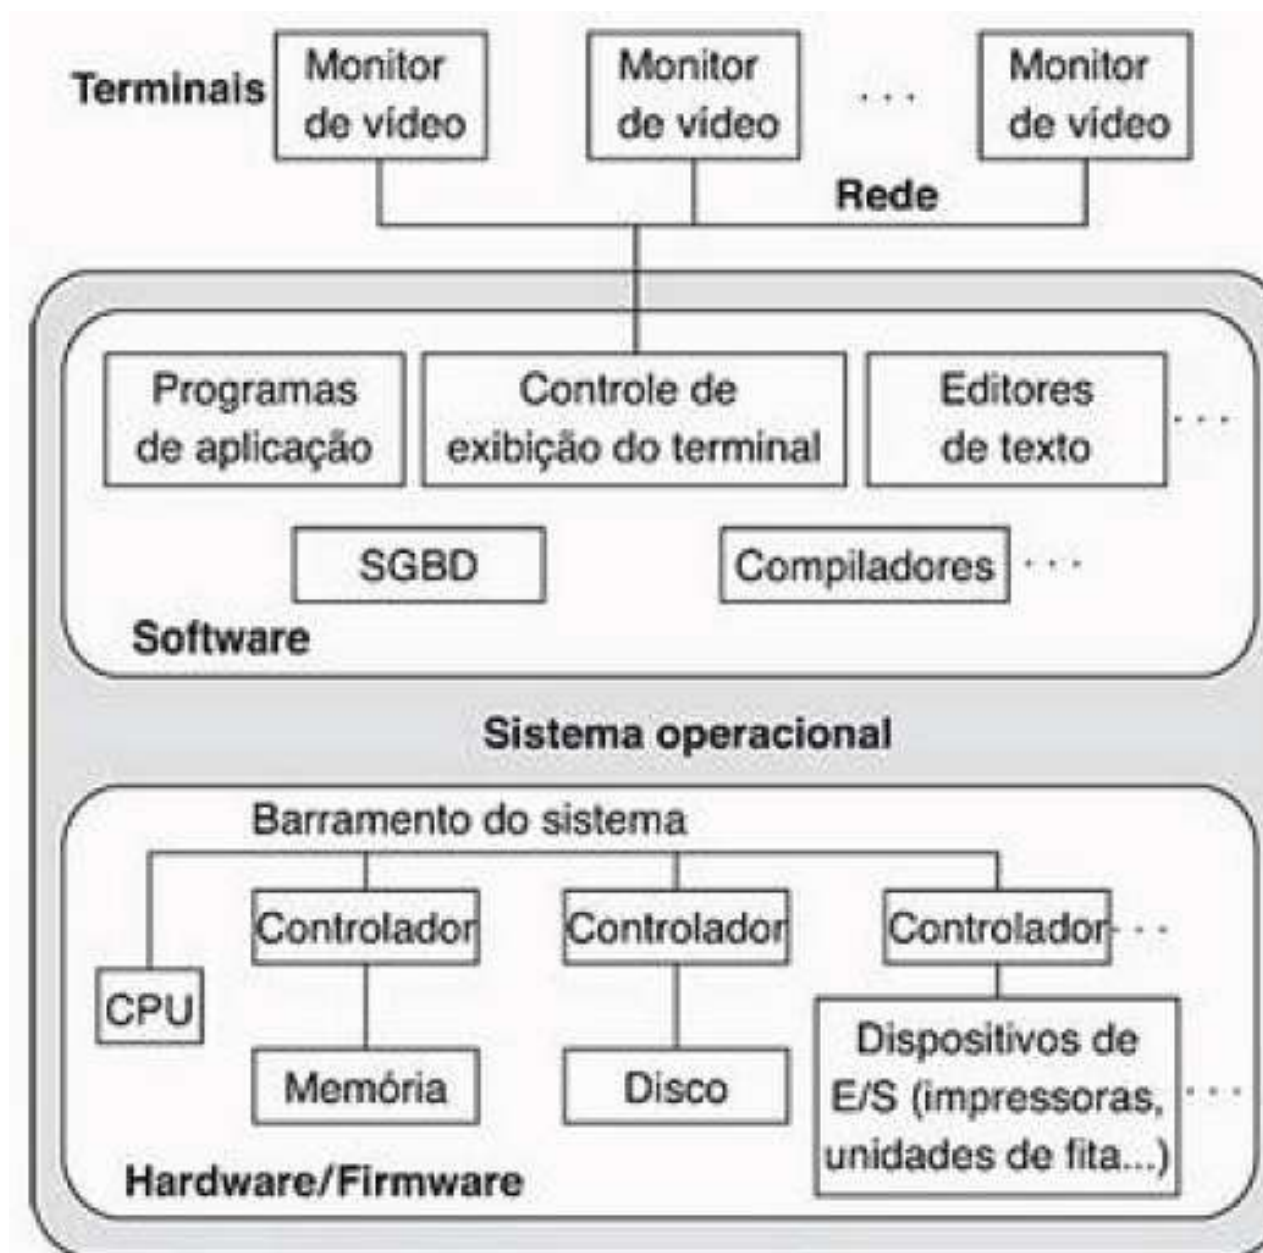 Terminais
Monitor
de vídeo
Monitor
de vídeo
. . .
Monitor
de vídeo
Rede
Programas
de aplicação
Controle de
exibição do terminal
Editores
de texto
. . .
SGBD
Compiladores
. . .
Software
Sistema operacional
Barramento do sistema
Controlador
Controlador
Controlador
. . .
CPU
Memória
Disco
Dispositivos de
E/S (impressoras,
unidades de fita...)
. . .
Hardware/Firmware